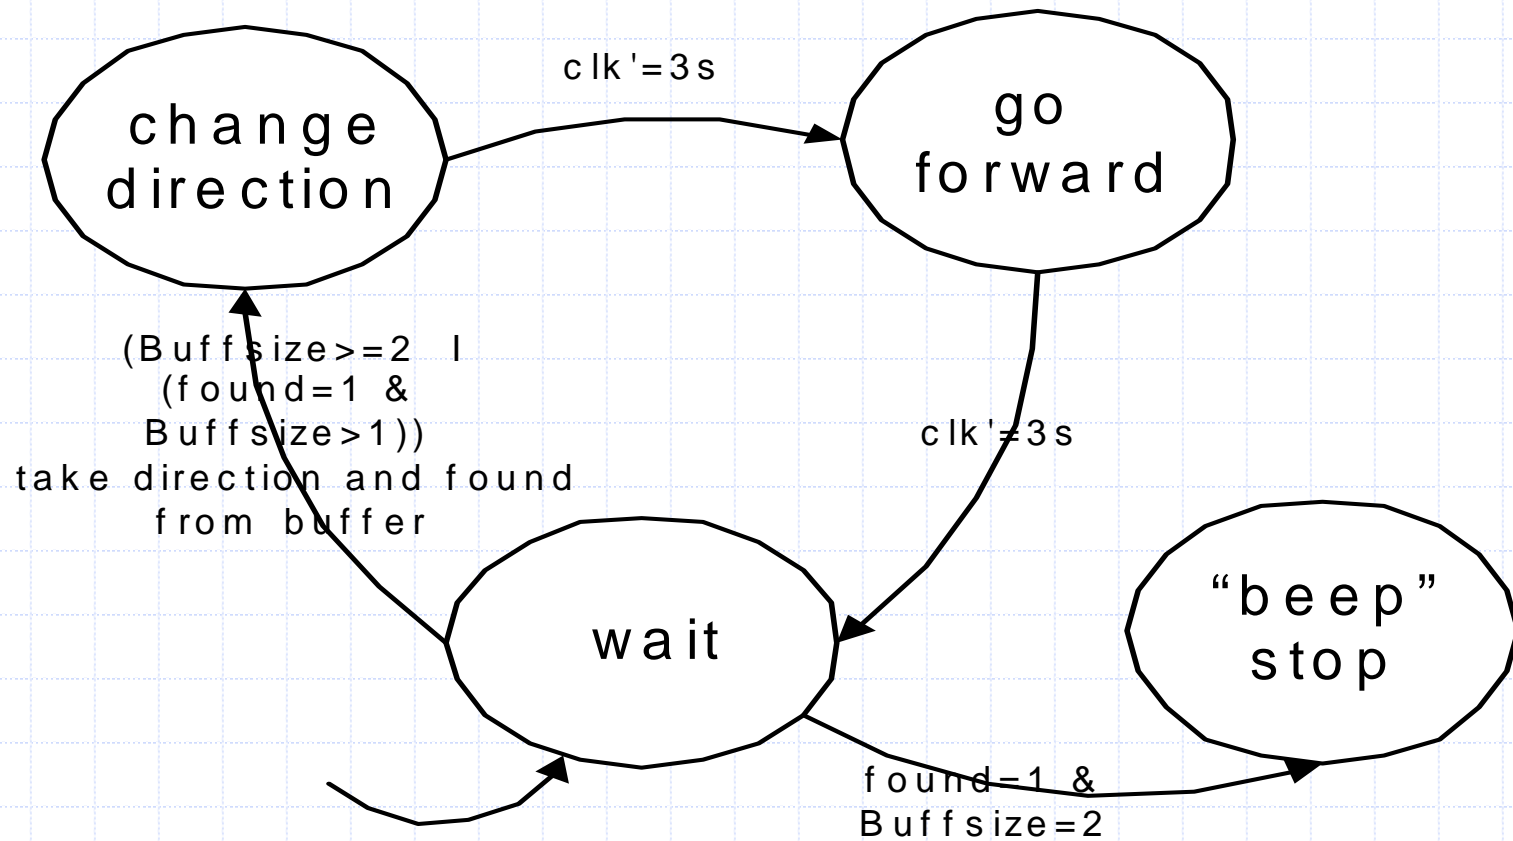 clk'=3s
change
direction
go
forward
(Buffsize>=2 |
(found=1 &
Buffsize>1))
take direction and found
from buffer
clk'=3s
wait
“beep”
stop
found=1 &
Buffsize=2